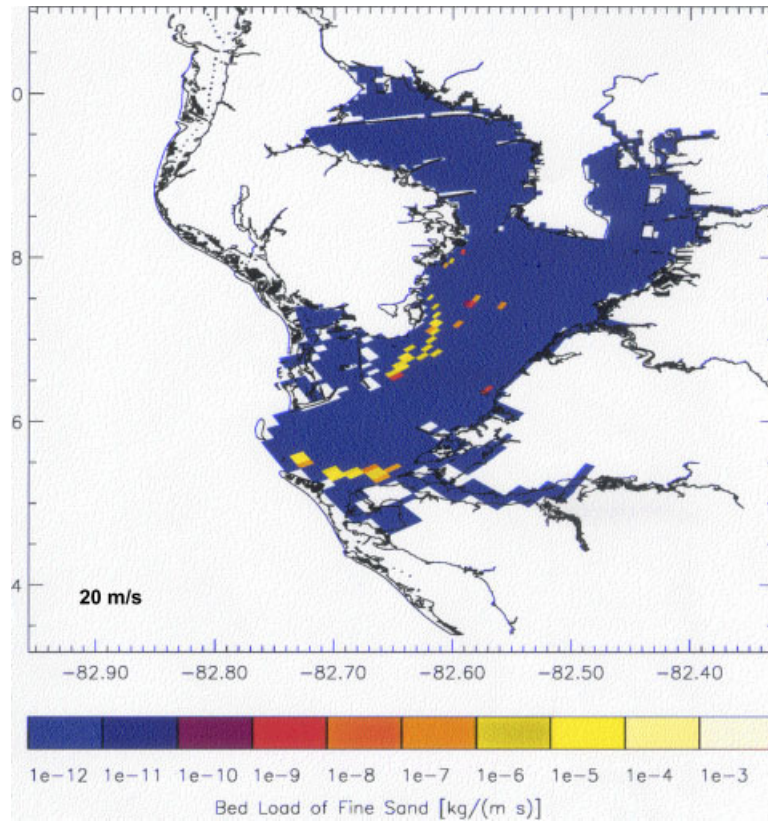 0
8
6
4
20 m/s
−82.90 −82.80 −82.70 −82.60 −82.50 −82.40
1e−12 1e−11 1e−10 1e−9 1e−8 1e−7 1e−6 1e−5 1e−4 1e−3
Bed Load of Fine Sand [kg/(m s)]